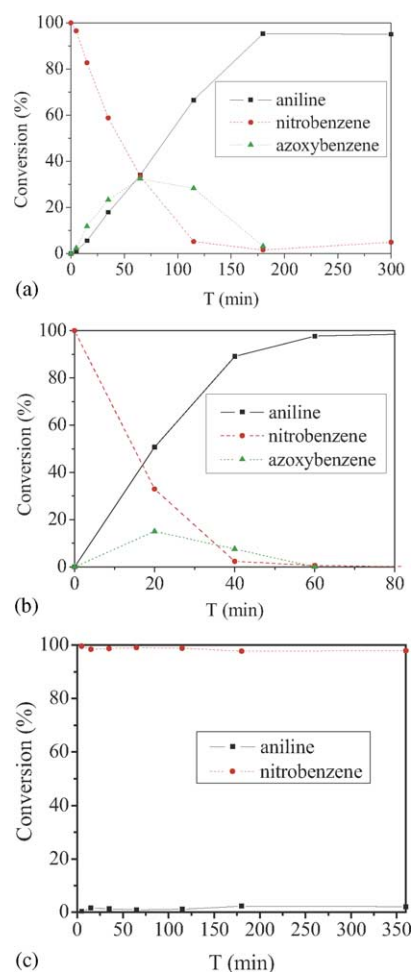 100
80
60
40
20
0
Conversion (%)
aniline
nitrobenzene
azoxybenzene
0 50 100 150 200 250 300
T (min)
(a)
100
80
60
40
20
0
Conversion (%)
aniline
nitrobenzene
azoxybenzene
0 20 40 60 80
T (min)
(b)
100
80
60
40
20
0
Conversion (%)
aniline
nitrobenzene
0 50 100 150 200 250 300 350
T (min)
(c)